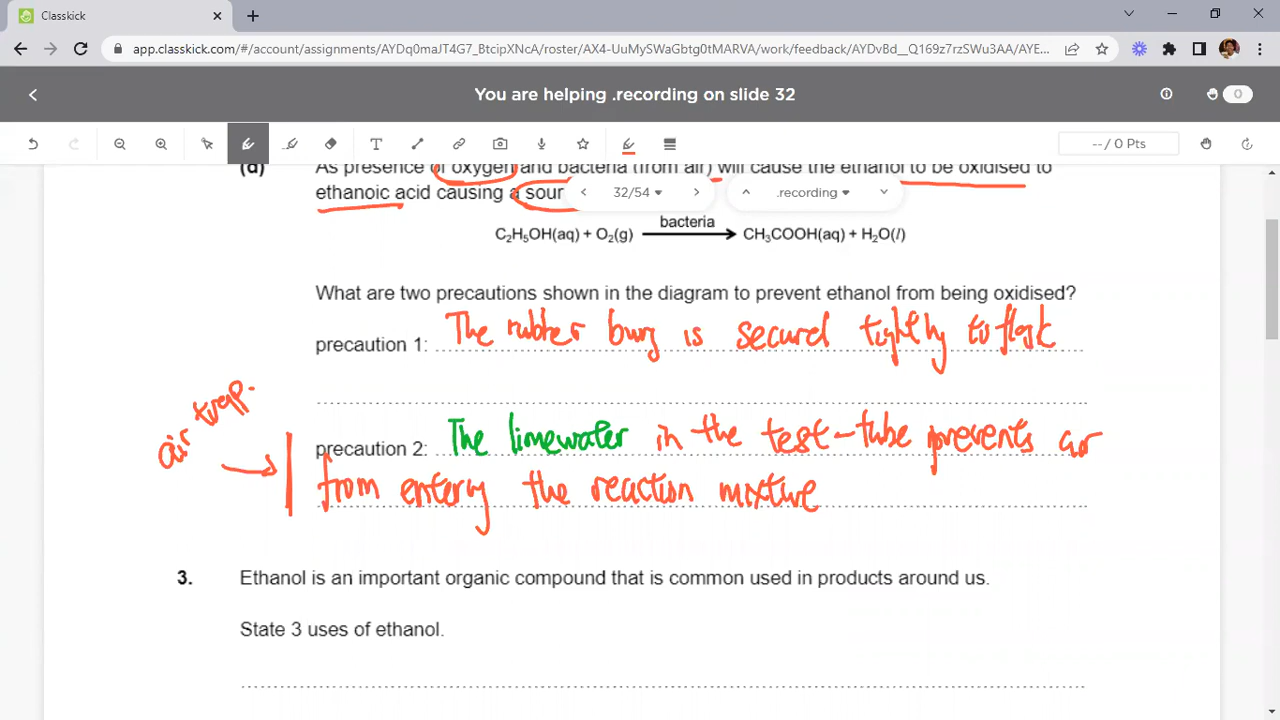 Classkick
app.classkick.com/#/account/assignments/AYDq0maJT4G7_BtcipXNcA/roster/AX4-UuMySWaGbtg0tMARVA/work/feedback/AYDvBd__Q169z7rzSWu3AA/AYE...
You are helping .recording on slide 32
0
-- / 0 Pts
(d) As presence of oxygen and bacteria (from air) will cause the ethanol to be oxidised to
ethanoic acid causing a sour
32/54
.recording
bacteria
C₂H₅OH(aq) + O₂(g) → CH₃COOH(aq) + H₂O(l)
What are two precautions shown in the diagram to prevent ethanol from being oxidised?
precaution 1: The rubber bung is secured tightly to flask
air trap
precaution 2: The limewater in the test-tube prevents air
from entering the reaction mixture
3. Ethanol is an important organic compound that is common used in products around us.
State 3 uses of ethanol.